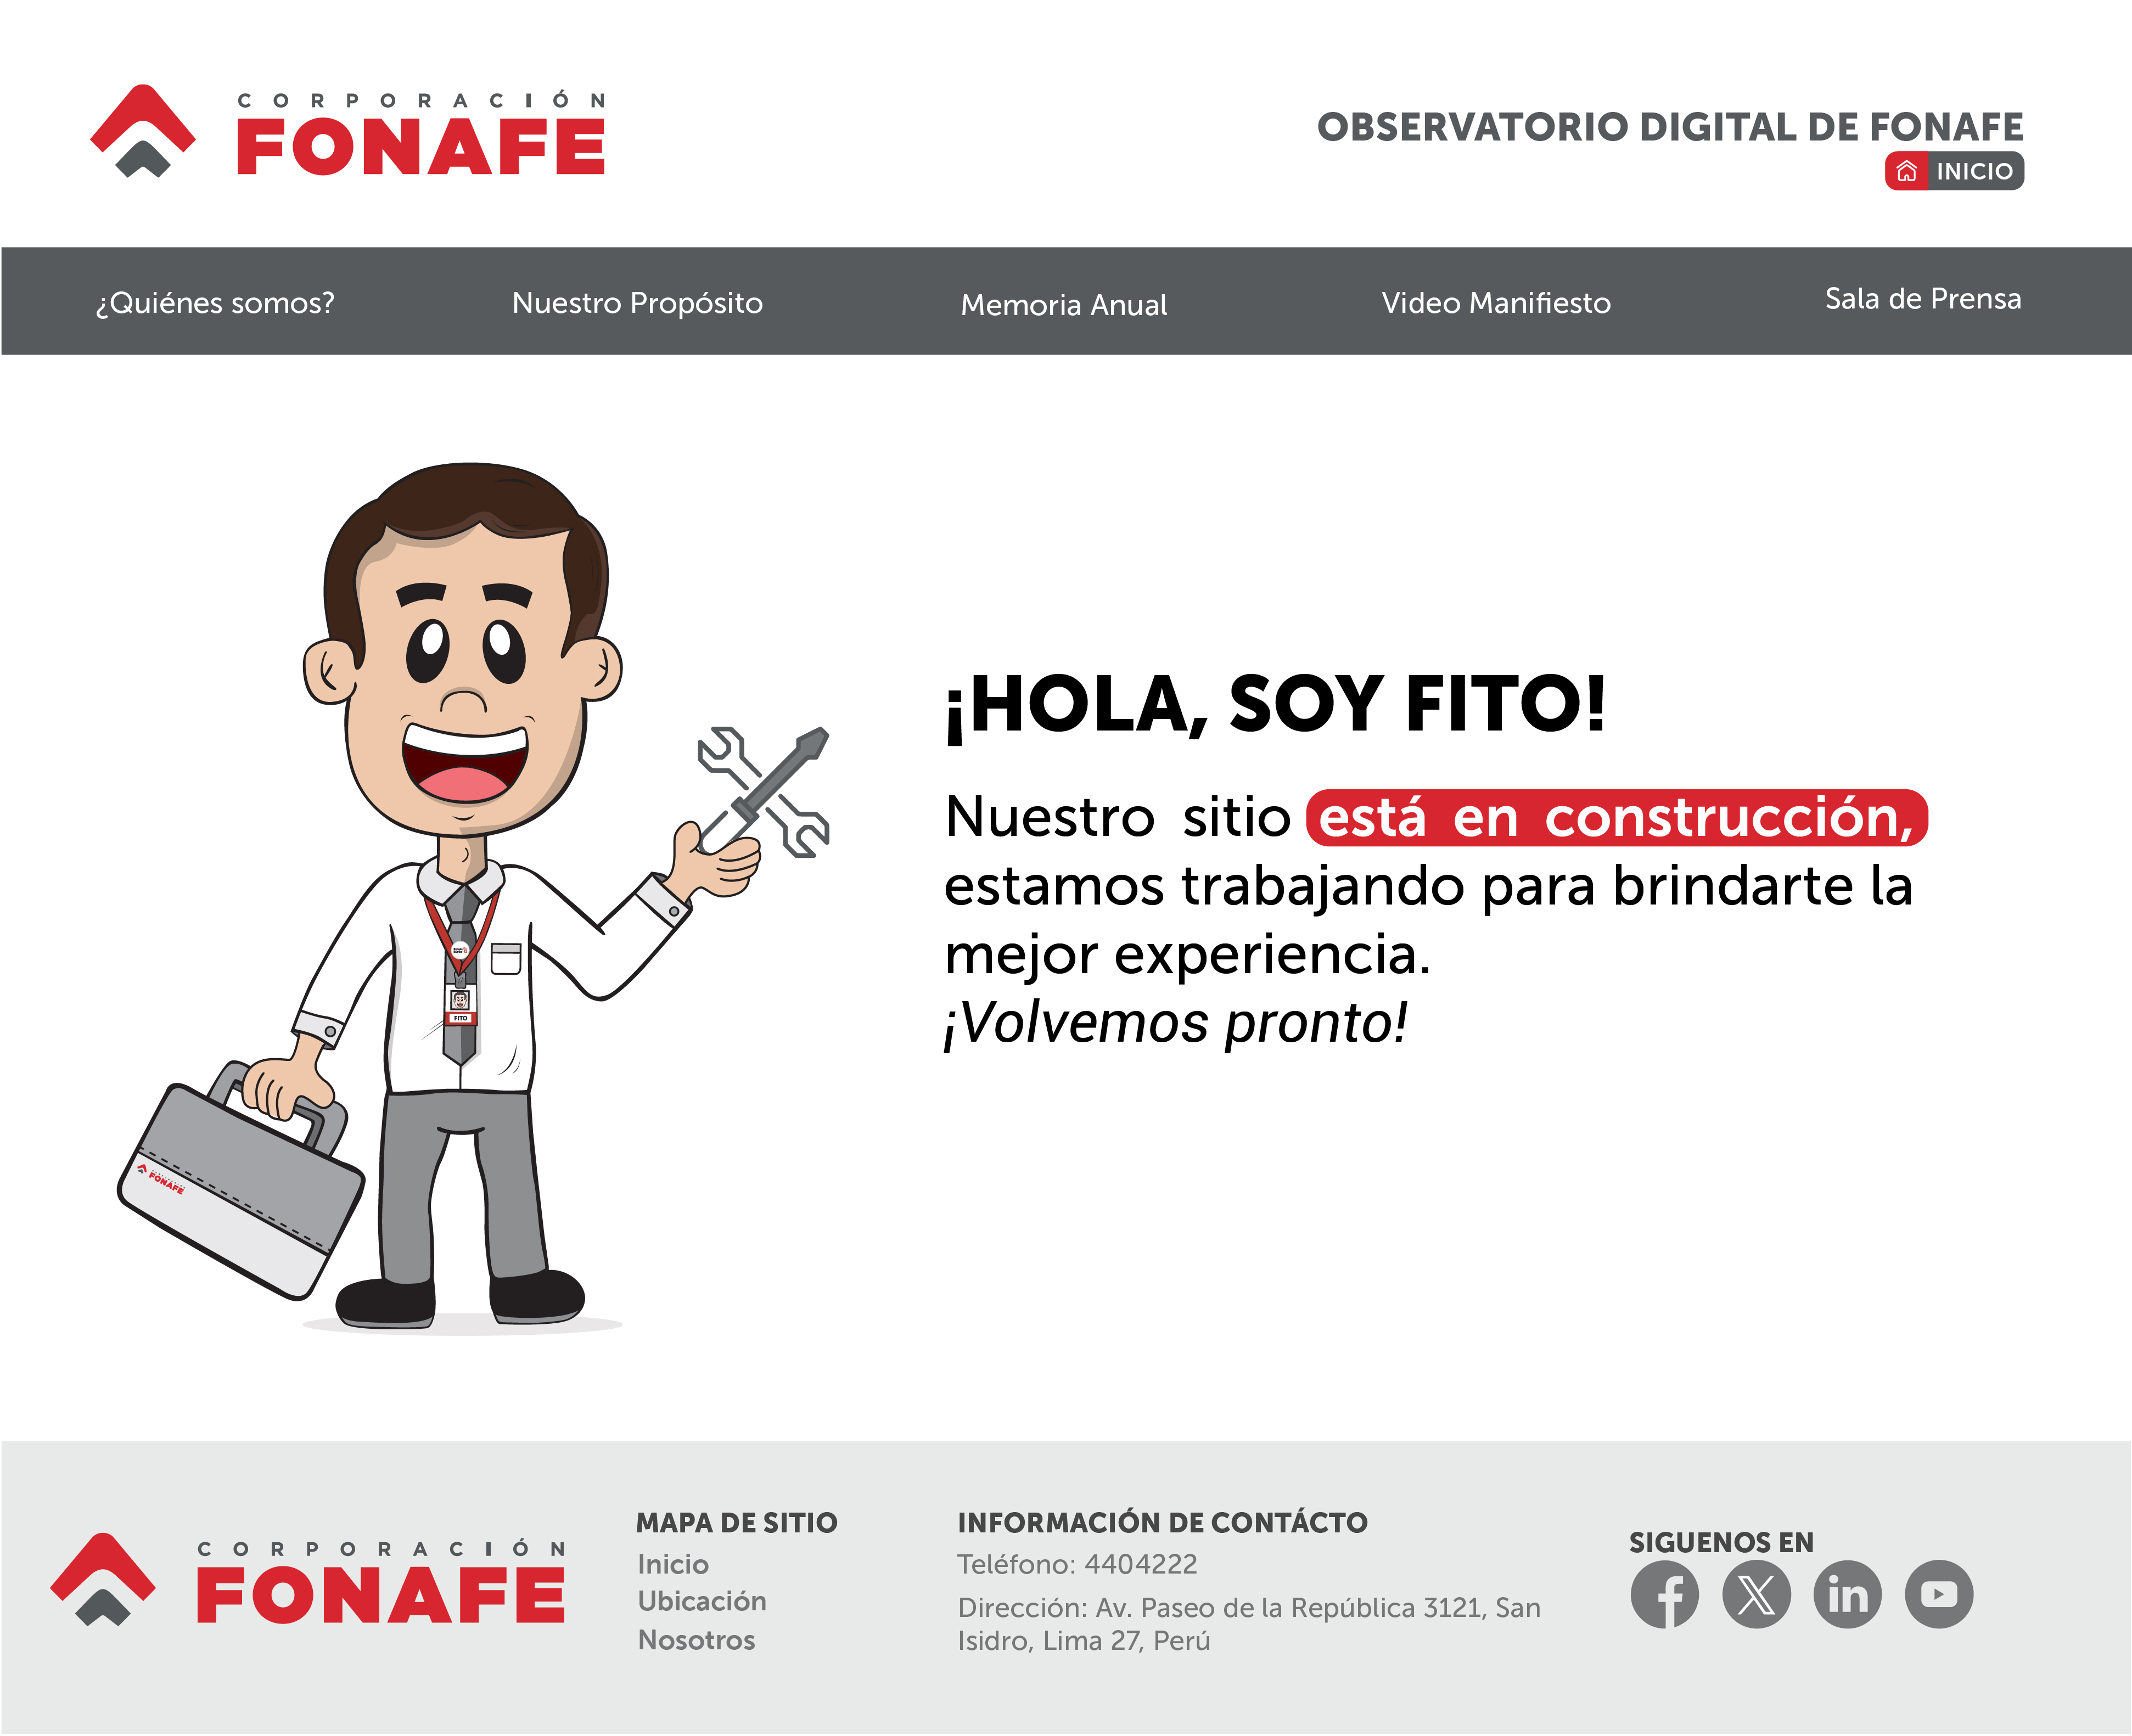 CORPORACIÓN
FONAFE
OBSERVATORIO DIGITAL DE FONAFE
INICIO
¿Quiénes somos?
Nuestro Propósito
Memoria Anual
Video Manifiesto
Sala de Prensa
¡HOLA, SOY FITO!
Nuestro sitio está en construcción,
estamos trabajando para brindarte la
mejor experiencia.
¡Volvemos pronto!
FITO
FONAFE
CORPORACIÓN
FONAFE
MAPA DE SITIO
Inicio
Ubicación
Nosotros
INFORMACIÓN DE CONTÁCTO
Teléfono: 4404222
Dirección: Av. Paseo de la República 3121, San
Isidro, Lima 27, Perú
SIGUENOS EN